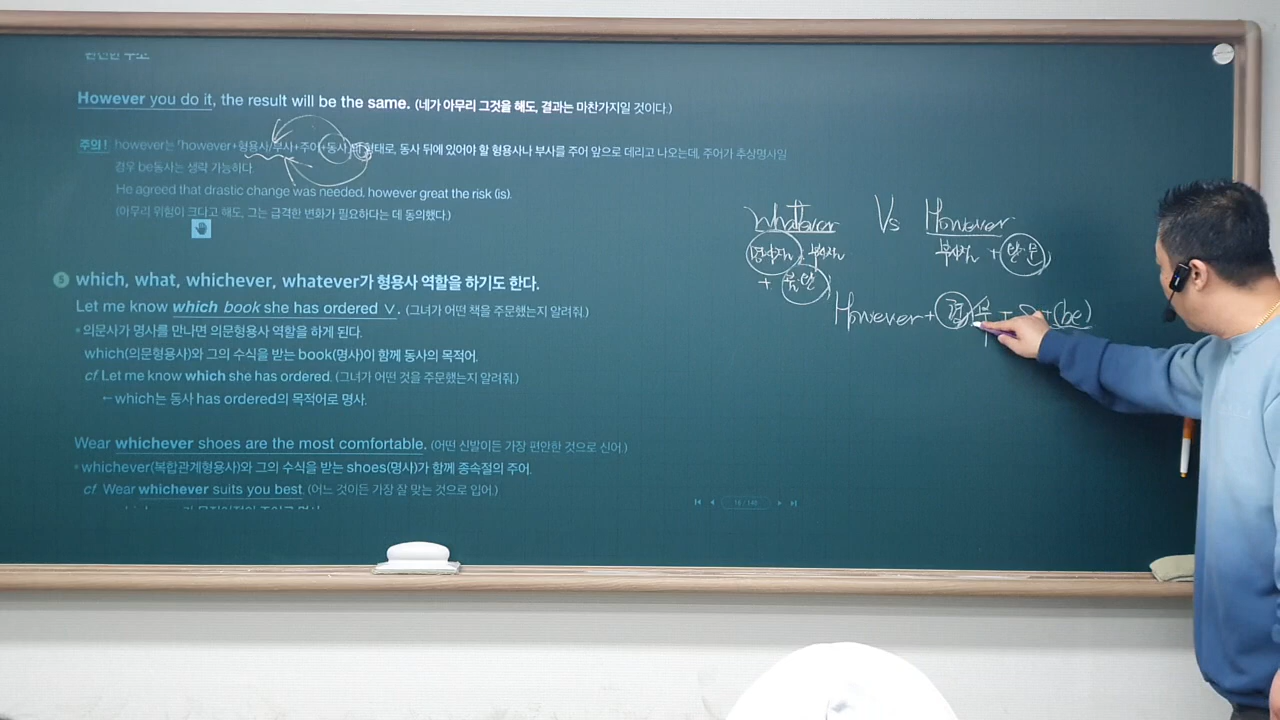 However you do it, the result will be the same. (네가 아무리 그것을 해도, 결과는 마찬가지일 것이다.)
주의! however는 「however+형용사/부사+주어+동사」의 형태로, 동사 뒤에 있어야 할 형용사나 부사를 주어 앞으로 데리고 나오는데, 주어가 추상명사일
경우 be동사는 생략 가능하다.
He agreed that drastic change was needed, however great the risk (is).
(아무리 위험이 크다고 해도, 그는 급격한 변화가 필요하다는 데 동의했다.)
3 which, what, whichever, whatever가 형용사 역할을 하기도 한다.
Let me know which book she has ordered ∨. (그녀가 어떤 책을 주문했는지 알려줘.)
* 의문사가 명사를 만나면 의문형용사 역할을 하게 된다.
which(의문형용사)와 그의 수식을 받는 book(명사)이 함께 동사의 목적어.
cf Let me know which she has ordered. (그녀가 어떤 것을 주문했는지 알려줘.)
←which는 동사 has ordered의 목적어로 명사.
Wear whichever shoes are the most comfortable. (어떤 신발이든 가장 편안한 것으로 신어.)
* whichever(복합관계형용사)와 그의 수식을 받는 shoes(명사)가 함께 종속절의 주어.
cf Wear whichever suits you best. (어느 것이든 가장 잘 맞는 것으로 입어.)
Whatever Vs However
명사절, 부사절 부사절 + 완·문)
+ 불·완)
However + 형/부 + S + (be)